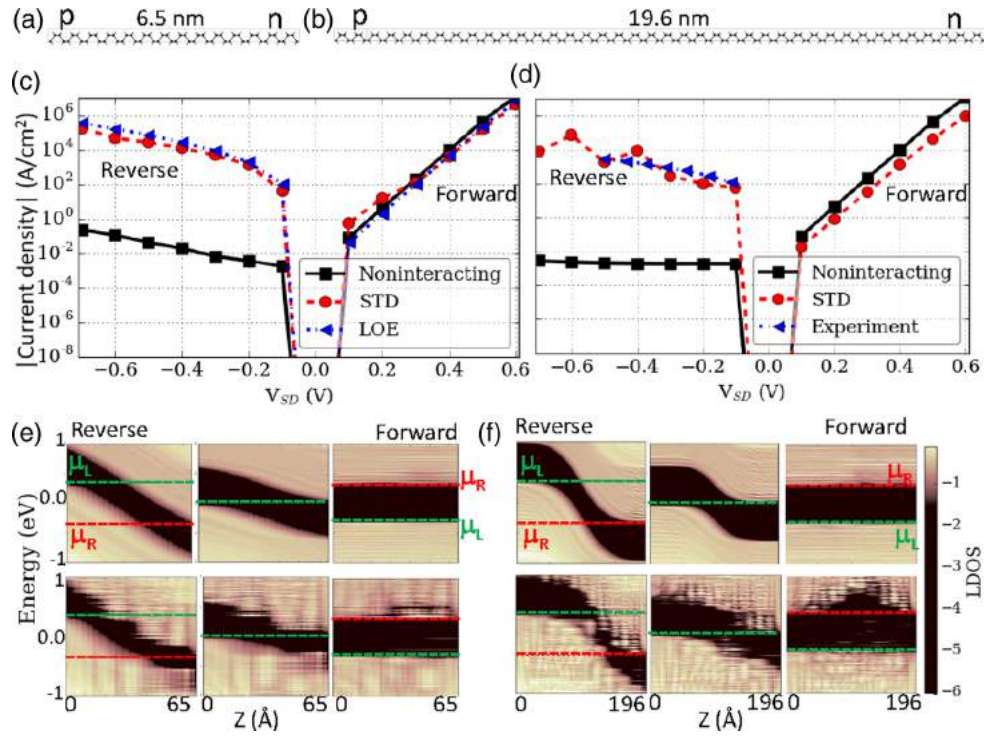 (a) p 6.5 nm n (b) p 19.6 nm n
(c) (d)
|Current density| (A/cm²)
10⁶
10⁴
10²
10⁰
10⁻²
10⁻⁴
10⁻⁶
10⁻⁸
Reverse
Forward
Noninteracting
STD
LOE
−0.6 −0.4 −0.2 0.0 0.2 0.4 0.6
V_SD (V)
Reverse
Forward
Noninteracting
STD
Experiment
−0.6 −0.4 −0.2 0.0 0.2 0.4 0.6
V_SD (V)
(e) Reverse Forward
(f) Reverse Forward
Energy (eV)
1
0.0
-1
1
0.0
-1
μL
μR
μR
μL
μL
μR
μR
μL
0 65 65 65
Z (Å)
0 196 196 196
Z (Å)
LDOS
−1
−2
−3
−4
−5
−6